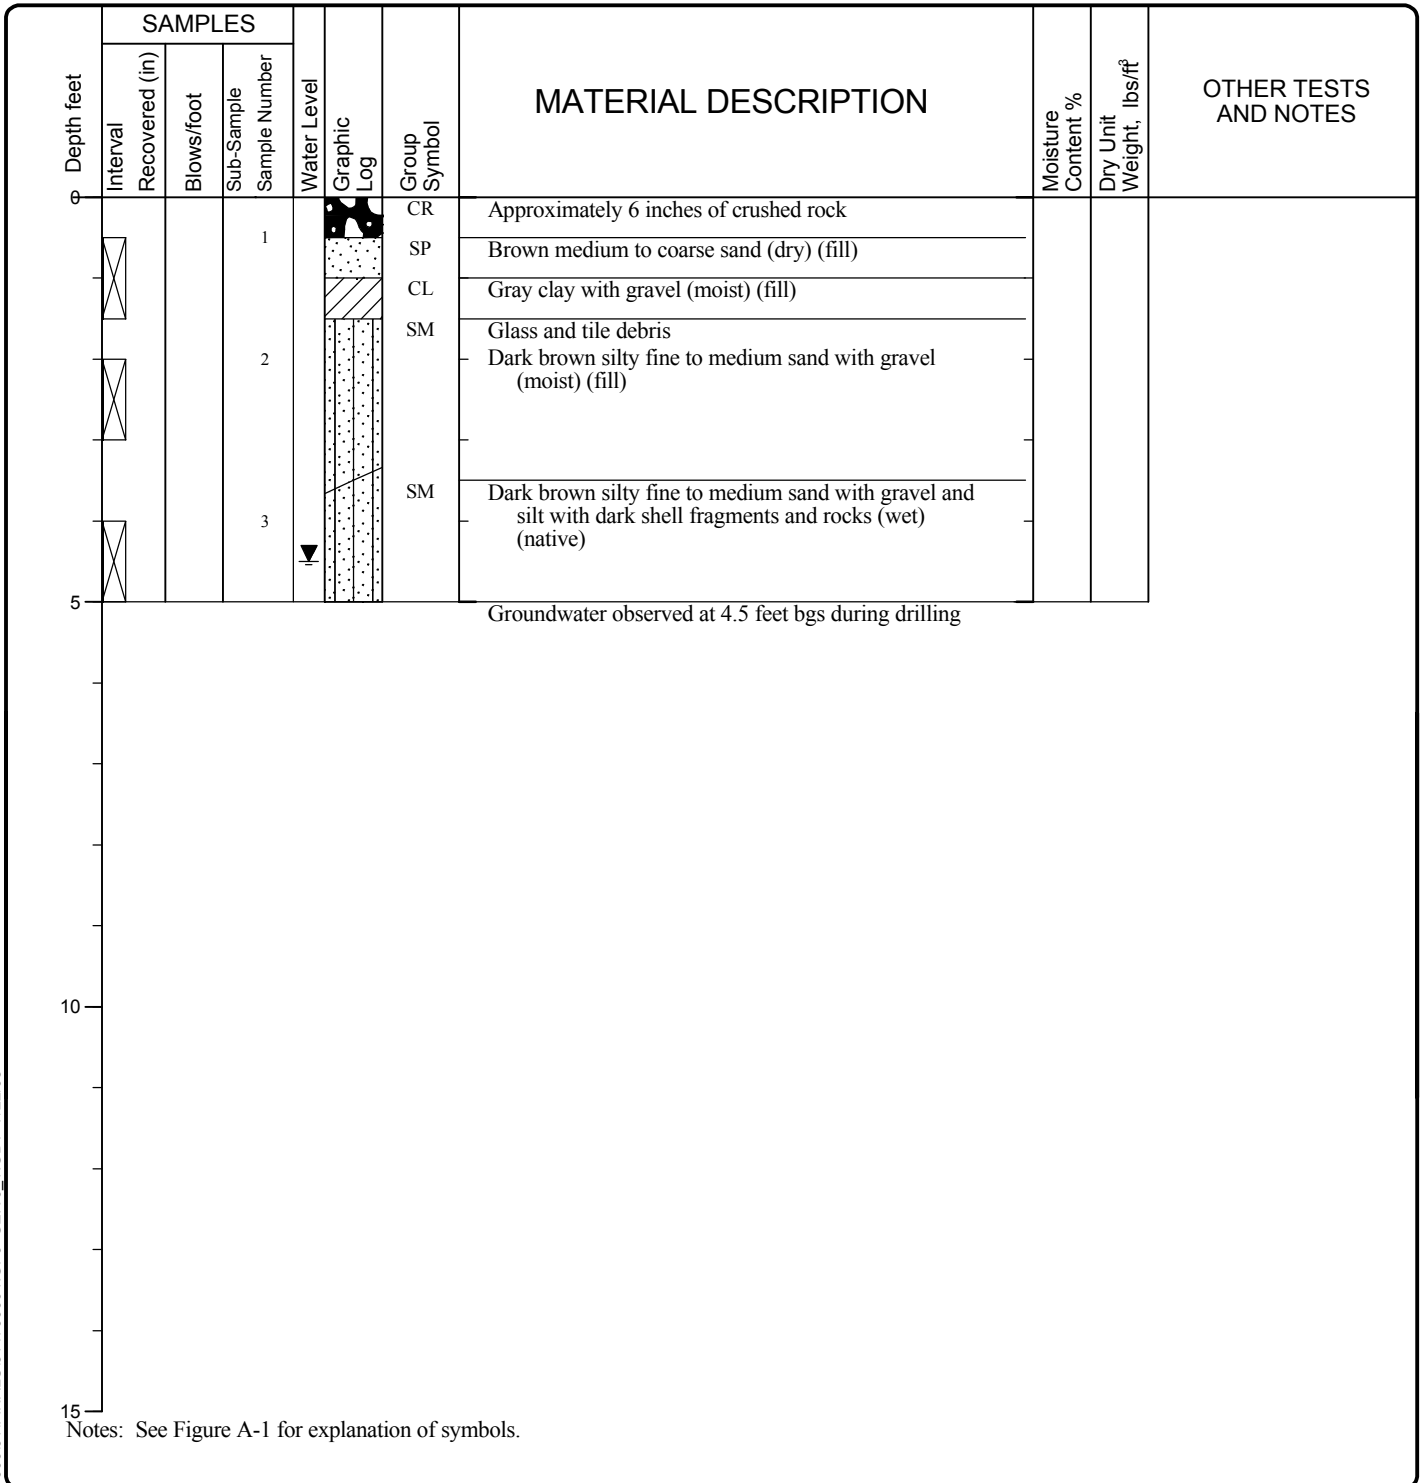 SAMPLES
Depth feet
Interval
Recovered (in)
Blows/foot
Sub-Sample
Sample Number
Water Level
Graphic
Log
Group
Symbol
MATERIAL DESCRIPTION
Moisture
Content %
Dry Unit
Weight, lbs/ft³
OTHER TESTS
AND NOTES
0
CR Approximately 6 inches of crushed rock
1
SP Brown medium to coarse sand (dry) (fill)
CL Gray clay with gravel (moist) (fill)
SM Glass and tile debris
2 Dark brown silty fine to medium sand with gravel
(moist) (fill)
SM Dark brown silty fine to medium sand with gravel and
3 silt with dark shell fragments and rocks (wet)
(native)
5
Groundwater observed at 4.5 feet bgs during drilling
10
15
Notes: See Figure A-1 for explanation of symbols.